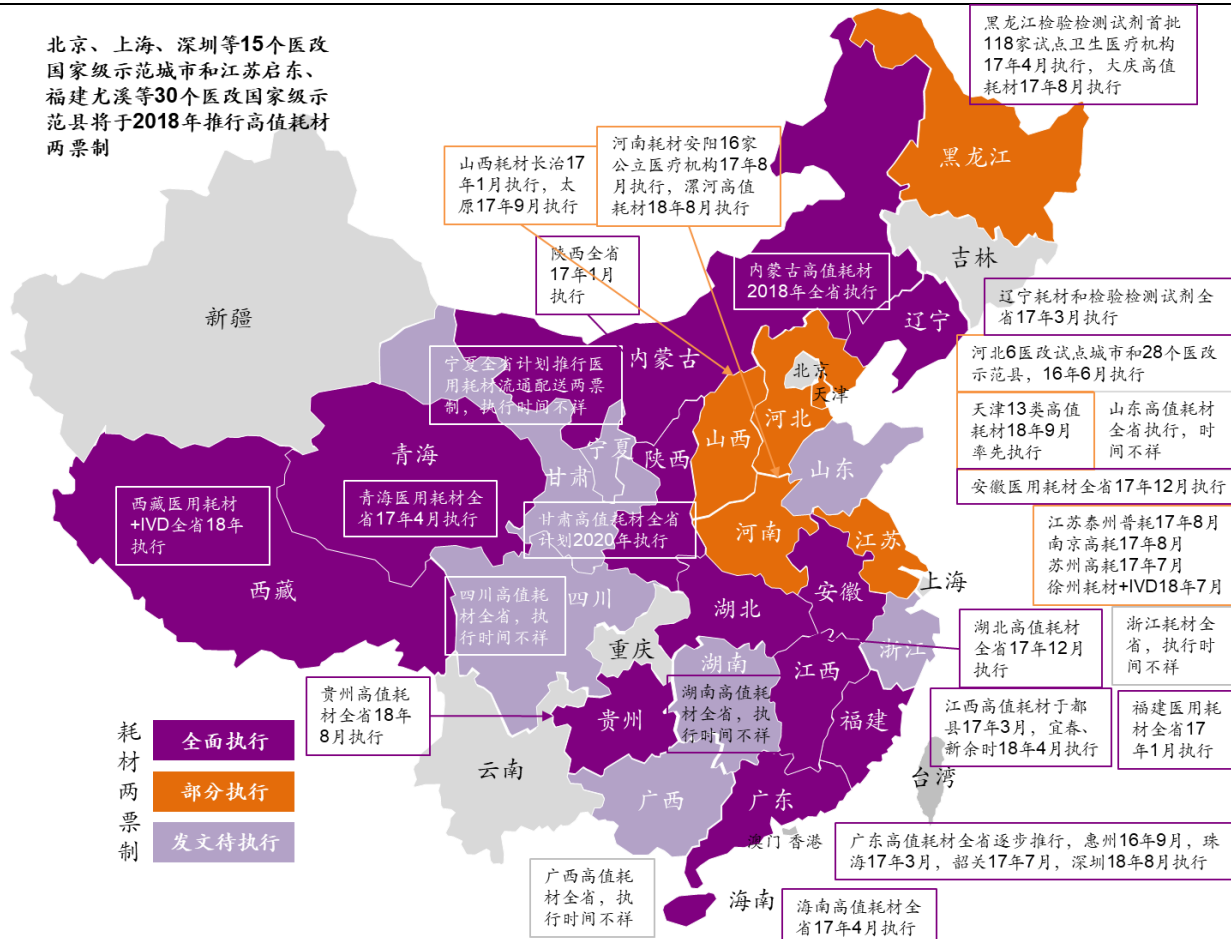 北京、上海、深圳等15个医改
国家级示范城市和江苏启东、
福建尤溪等30个医改国家级示
范县将于2018年推行高值耗材
两票制
黑龙江检验检测试剂首批
118家试点卫生医疗机构
17年4月执行，大庆高值
耗材17年8月执行
山西耗材长治17
年1月执行，太
原17年9月执行
河南耗材安阳16家
公立医疗机构17年8
月执行，漯河高值
耗材18年8月执行
黑龙江
吉林
陕西全省
17年1月
执行
内蒙古高值耗材
2018年全省执行
辽宁耗材和检验检测试剂全
省17年3月执行
辽宁
新疆
内蒙古
宁夏全省计划推行医
用耗材流通配送两票
制，执行时间不祥
河北6医改试点城市和28个医改
示范县，16年6月执行
北京
天津
河北
山西
天津13类高值
耗材18年9月
率先执行
山东高值耗材
全省执行，时
间不祥
青海
宁夏
陕西
甘肃
山东
安徽医用耗材全省17年12月执行
西藏医用耗材
+IVD全省18年
执行
青海医用耗材全
省17年4月执行
甘肃高值耗材全省
计划2020年执行
河南
江苏
江苏泰州普耗17年8月
南京高耗17年8月
苏州高耗17年7月
徐州耗材+IVD18年7月
西藏
四川高值耗
材全省，执
行时间不祥
四川
湖北
安徽
上海
湖北高值耗材
全省17年12月
执行
浙江耗材全
省，执行时
间不祥
重庆
湖南
江西
浙江
贵州高值耗
材全省18年
8月执行
贵州
湖南高值耗
材全省，执
行时间不祥
福建
江西高值耗材于都
县17年3月，宜春、
新余时18年4月执行
福建医用耗
材全省17
年1月执行
耗材两票制
全面执行
部分执行
发文待执行
云南
广西
广东
台湾
澳门
香港
广东高值耗材全省逐步推行，惠州16年9月，珠
海17年3月，韶关17年7月，深圳18年8月执行
广西高值耗
材全省，执
行时间不祥
海南
海南高值耗材全
省17年4月执行